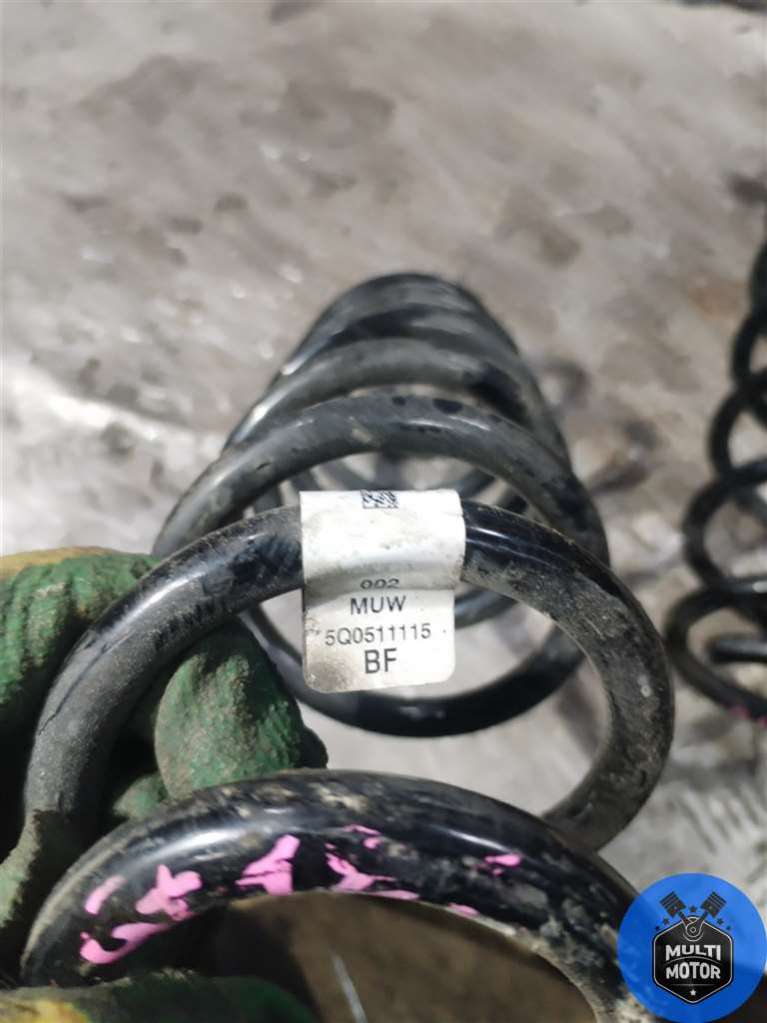 002
MUW
5Q0511115
BF
MULTI
MOTOR